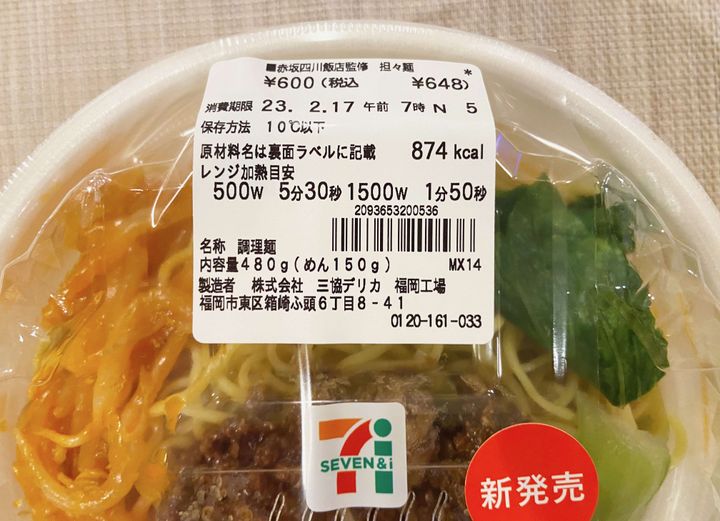 ■赤坂四川飯店監修 担々麺
*
¥600(税込 ¥648)
消費期限 23. 2.17 午前 7時 N 5
保存方法 10℃以下
原材料名は裏面ラベルに記載 874kcal
レンジ加熱目安
500W 5分30秒 1500W 1分50秒
2093653200536
名称 調理麺
内容量480g(めん150g) MX14
製造者 株式会社 三協デリカ 福岡工場
福岡市東区箱崎ふ頭6丁目8-41
0120-161-033
7
SEVEN&i
新発売